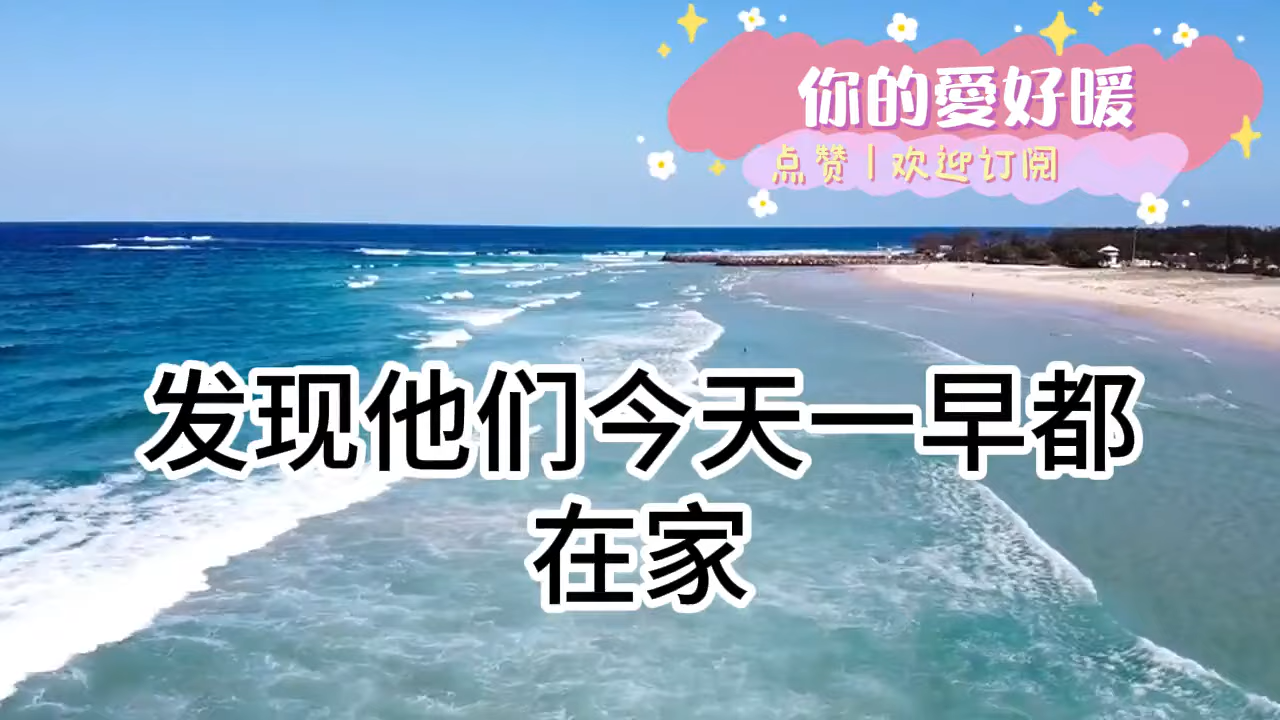 你的愛好暖
点赞 | 欢迎订阅
发现他们今天一早都
在家